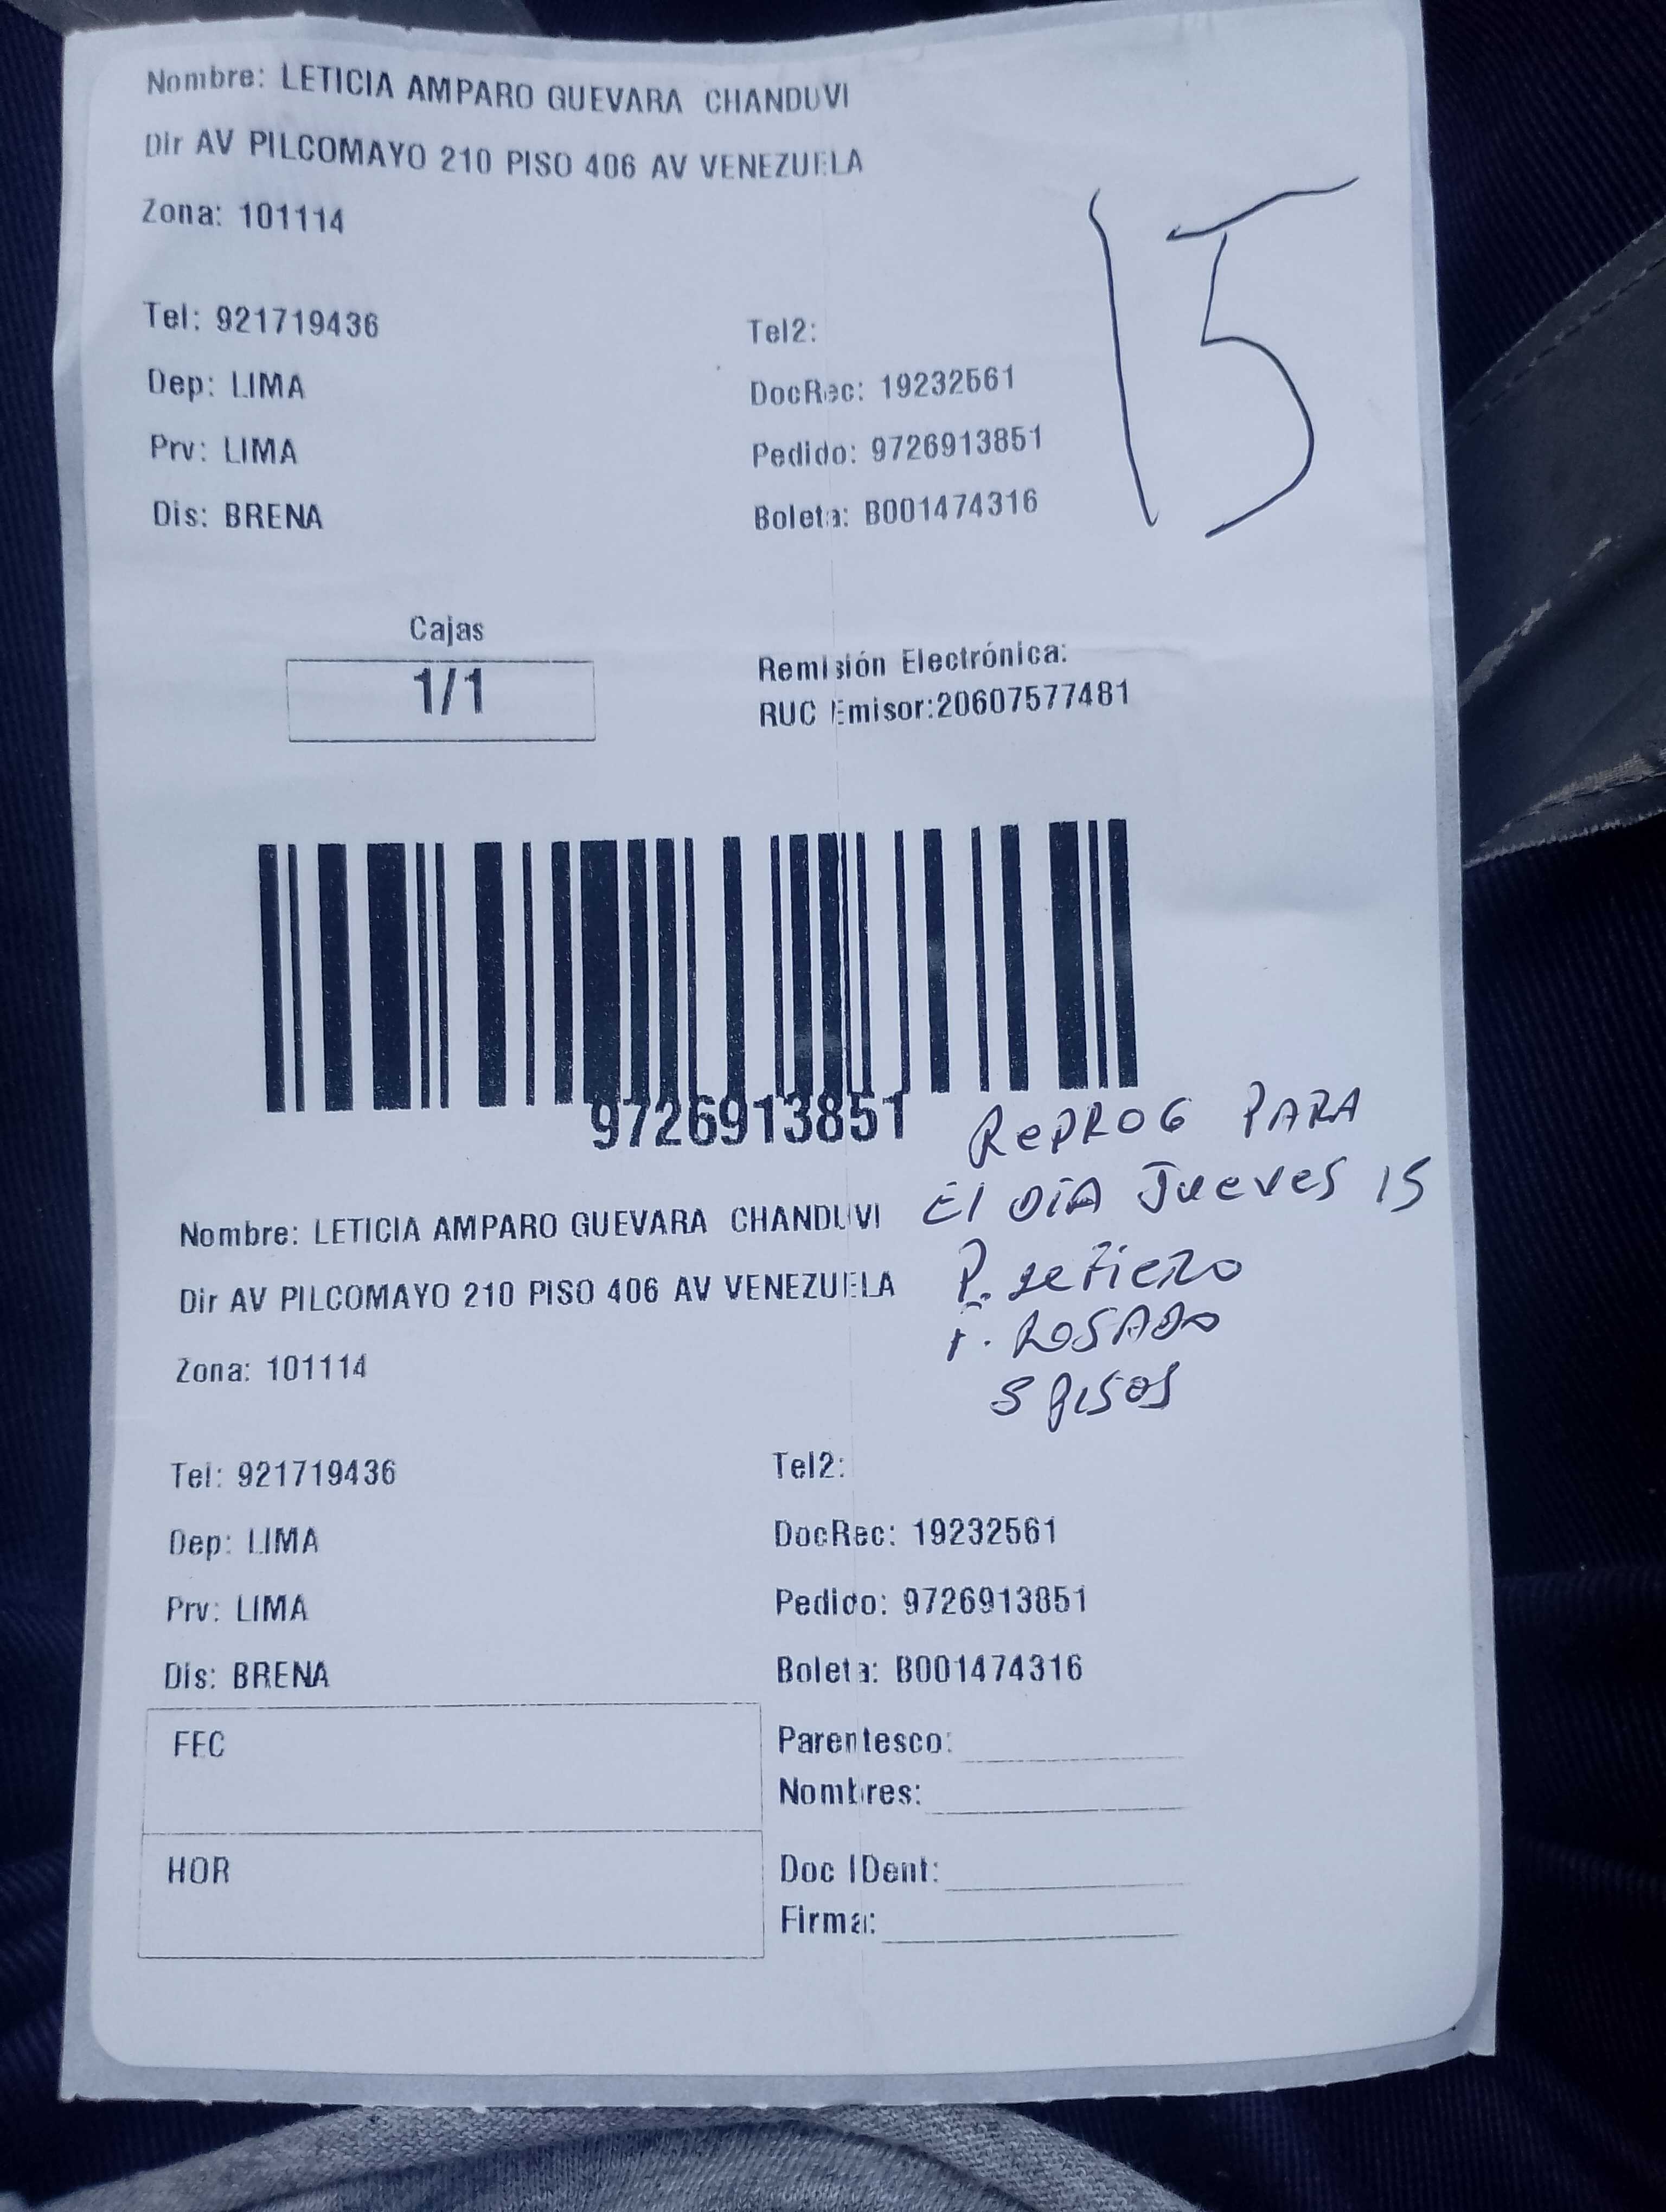 Nombre: LETICIA AMPARO GUEVARA CHANDUVI
Dir AV PILCOMAYO 210 PISO 406 AV VENEZUELA
Zona: 101114
15
Tel: 921719436 Tel2:
Dep: LIMA DocRec: 19232561
Prv: LIMA Pedido: 9726913851
Dis: BRENA Boleta: B001474316
Cajas
1/1
Remisión Electrónica:
RUC Emisor:20607577481
9726913851
RePROG PARA
El DÍA Jueves 15
Nombre: LETICIA AMPARO GUEVARA CHANDUVI
Dir AV PILCOMAYO 210 PISO 406 AV VENEZUELA
P.
F. ROSADO
Zona: 101114
5 PISOS
Tel: 921719436 Tel2:
Dep: LIMA DocRec: 19232561
Prv: LIMA Pedido: 9726913851
Dis: BRENA Boleta: B001474316
FEC
Parentesco:
Nombres:
HOR
Doc IDent:
Firma: